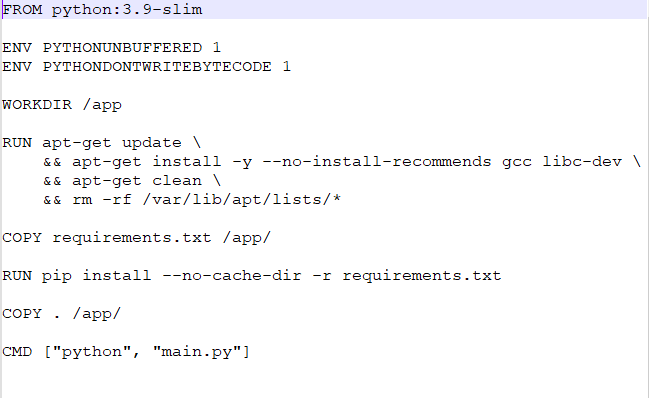 FROM python:3.9-slim
ENV PYTHONUNBUFFERED 1
ENV PYTHONDONTWRITEBYTECODE 1
WORKDIR /app
RUN apt-get update \
    && apt-get install -y --no-install-recommends gcc libc-dev \
    && apt-get clean \
    && rm -rf /var/lib/apt/lists/*
COPY requirements.txt /app/
RUN pip install --no-cache-dir -r requirements.txt
COPY . /app/
CMD ["python", "main.py"]